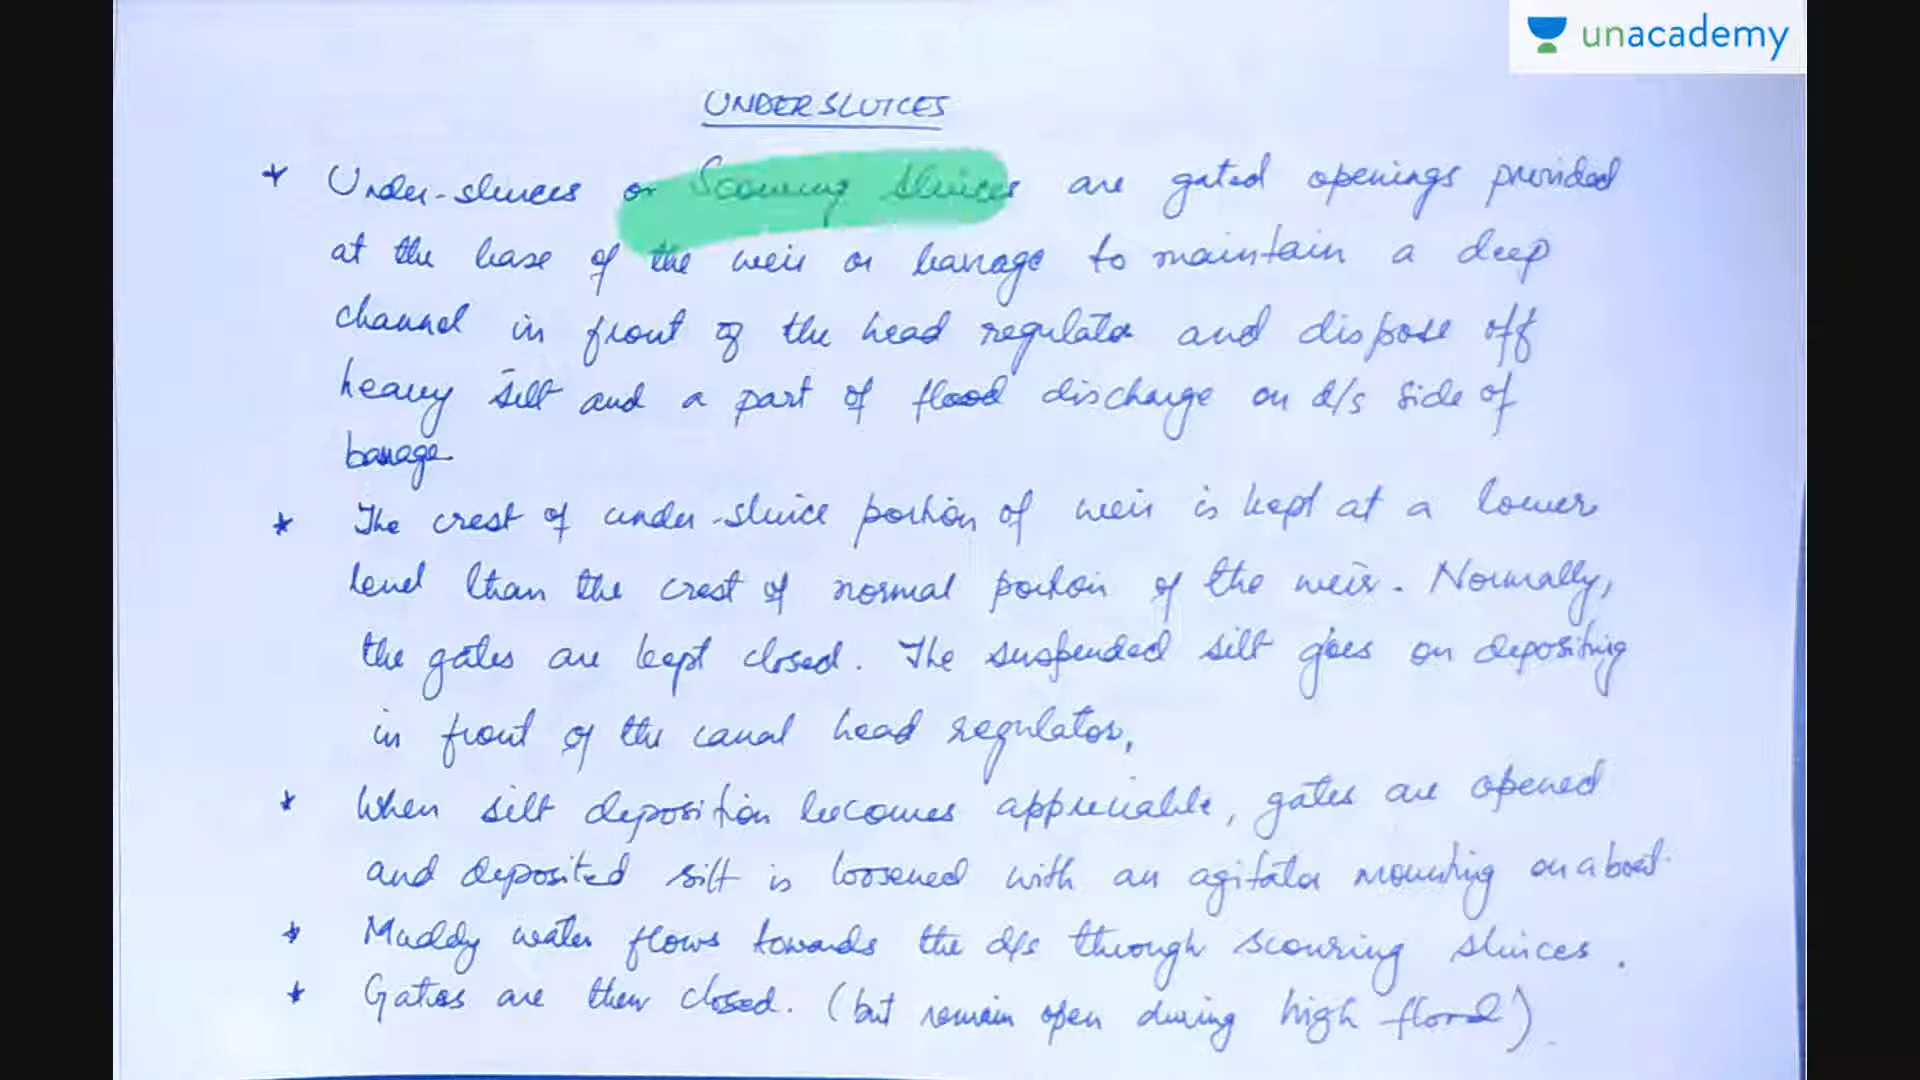 unacademy
UNDERSLUICES
* Under-sluices or Scouring Sluices are gated openings provided
at the base of the weir or barrage to maintain a deep
channel in front of the head regulator and dispose off
heavy silt and a part of flood discharge on d/s side of
barrage
* The crest of under-sluice portion of weir is kept at a lower
level than the crest of normal portion of the weir. Normally,
the gates are kept closed. The suspended silt goes on depositing
in front of the canal head regulator,
* When silt deposition becomes appreciable, gates are opened
and deposited silt is loosened with an agitator mounting on a boat.
* Muddy water flows towards the d/s through scouring sluices.
* Gates are then closed. (but remain open during high flood).